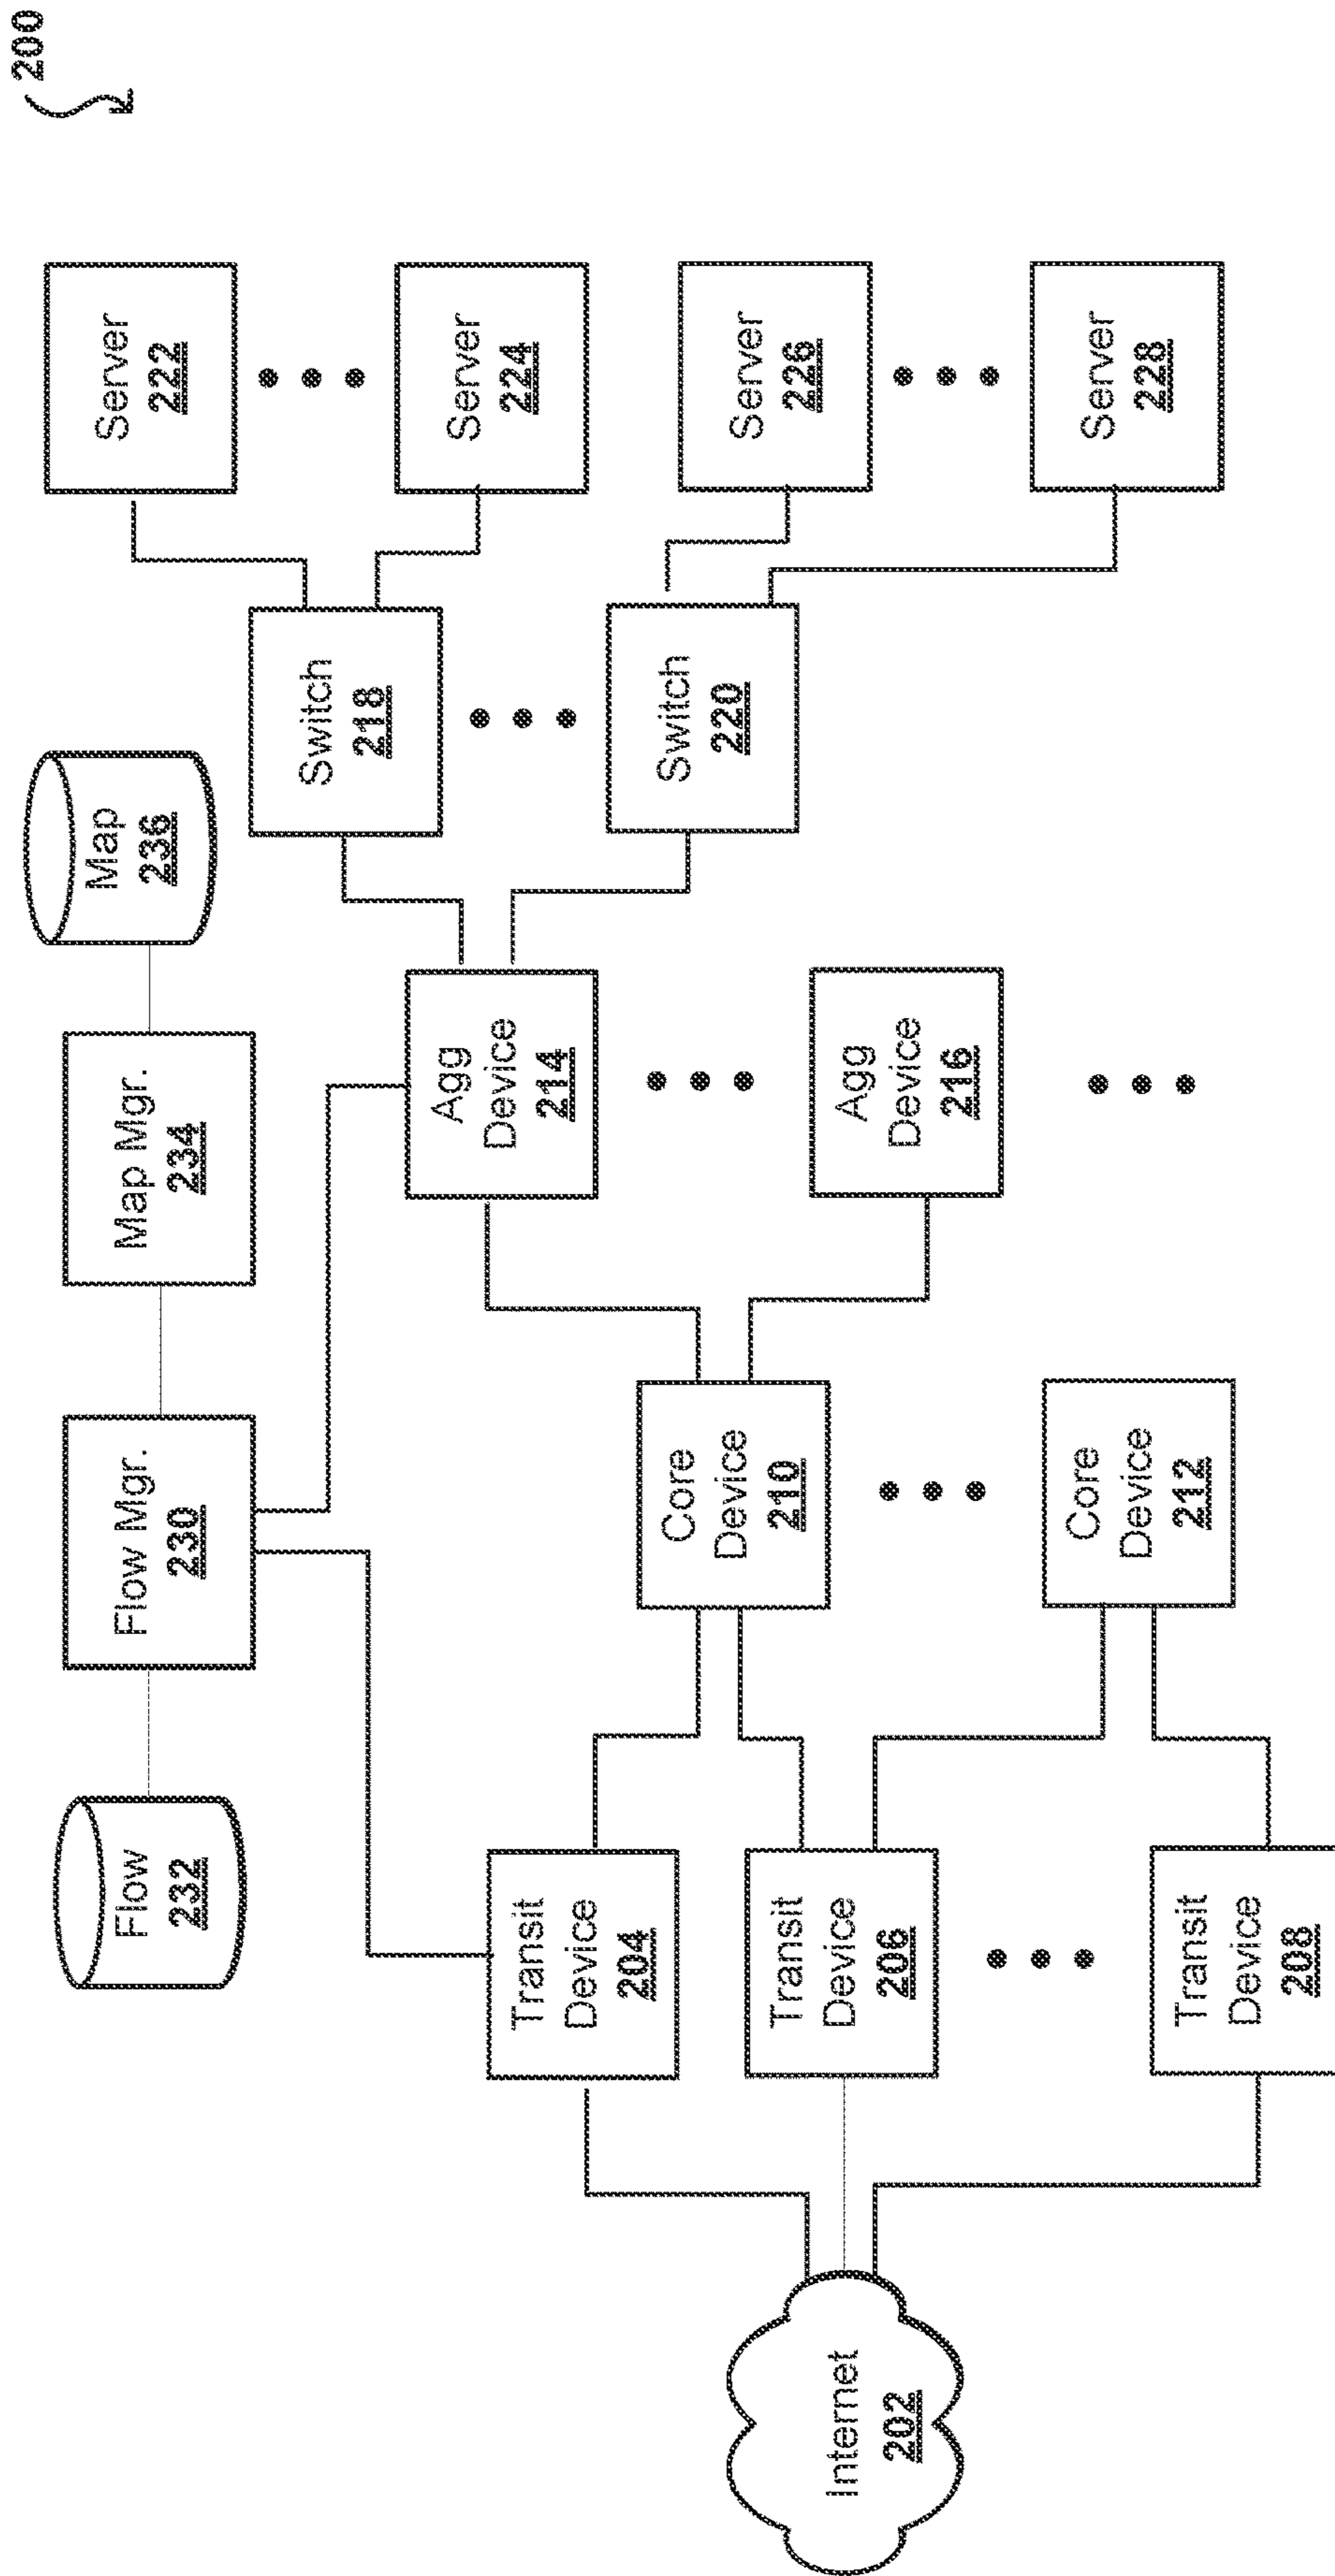 200
Flow
232
Flow Mgr.
230
Map Mgr.
234
Map
236
Internet
202
Transit
Device
204
Transit
Device
206
Transit
Device
208
Core
Device
210
Core
Device
212
Agg
Device
214
Agg
Device
216
Switch
218
Switch
220
Server
222
Server
224
Server
226
Server
228